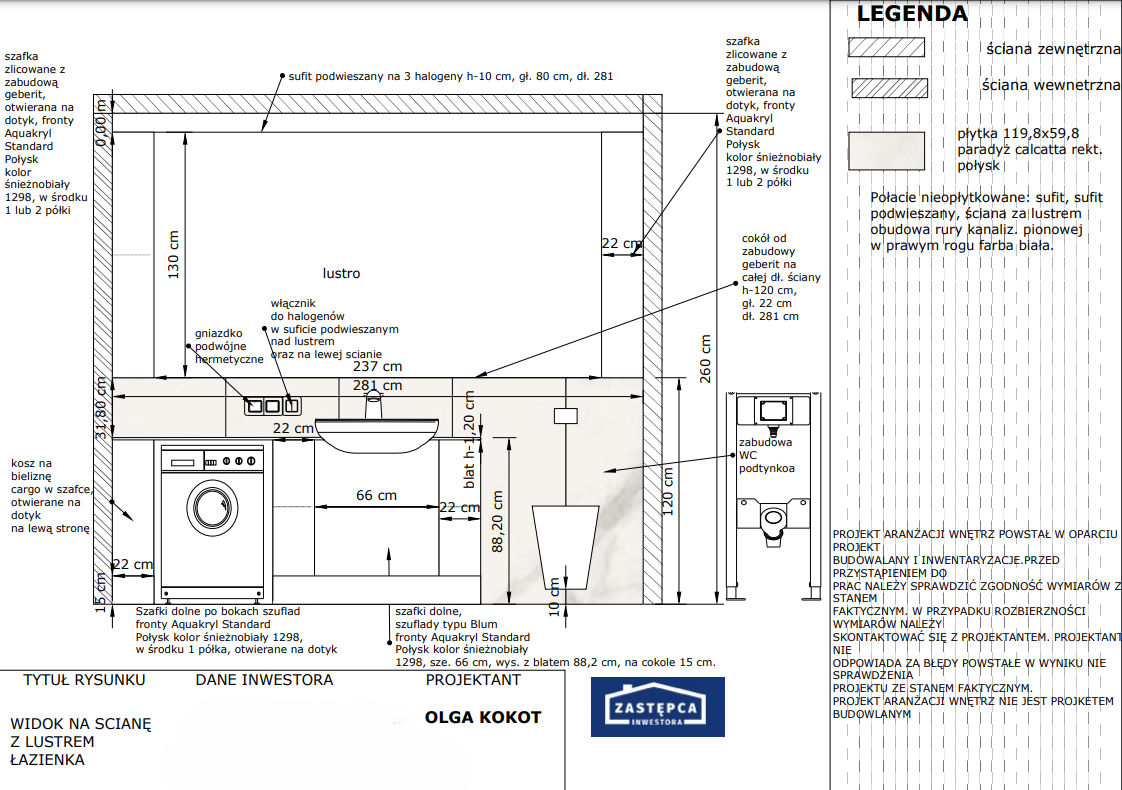 LEGENDA
ściana zewnętrzna
ściana wewnetrzna
płytka 119,8x59,8
paradyż calcatta rekt.
połysk
Połacie nieopłytkowane: sufit, sufit
podwieszany, ściana za lustrem
obudowa rury kanaliz. pionowej
w prawym rogu farba biała.
szafka
zlicowane z
zabudową
geberit,
otwierana na
dotyk, fronty
Aquakryl
Standard
Połysk
kolor
śnieżnobiały
1298, w środku
1 lub 2 półki
sufit podwieszany na 3 halogeny h-10 cm, gł. 80 cm, dł. 281
szafka
zlicowane z
zabudową
geberit,
otwierana na
dotyk, fronty
Aquakryl
Standard
Połysk
kolor śnieżnobiały
1298, w środku
1 lub 2 półki
0,00 m
130 cm
lustro
22 cm
cokół od
zabudowy
geberit na
całej dł. ściany
h-120 cm,
gł. 22 cm
dł. 281 cm
włącznik
do halogenów
w suficie podwieszanym
nad lustrem
oraz na lewej scianie
gniazdko
podwójne
hermetyczne
237 cm
281 cm
260 cm
31,80 cm
22 cm
blat h-1,20 cm
zabudowa
WC
podtynkoa
kosz na
bieliznę
cargo w szafce,
otwierane na
dotyk
na lewą stronę
66 cm
22 cm
88,20 cm
120 cm
22 cm
15 cm
10 cm
Szafki dolne po bokach szuflad
fronty Aquakryl Standard
Połysk kolor śnieżnobiały 1298,
w środku 1 półka, otwierane na dotyk
szafki dolne,
szuflady typu Blum
fronty Aquakryl Standard
Połysk kolor śnieżnobiały
1298, sze. 66 cm, wys. z blatem 88,2 cm, na cokole 15 cm.
PROJEKT ARANŻACJI WNĘTRZ POWSTAŁ W OPARCIU
PROJEKT
BUDOWALANY I INWENTARYZACJĘ.PRZED
PRZYSTĄPIENIEM DO
PRAC NALEŻY SPRAWDZIĆ ZGODNOŚĆ WYMIARÓW Z
STANEM
FAKTYCZNYM. W PRZYPADKU ROZBIERZNOŚCI
WYMIARÓW NALEŻY
SKONTAKTOWAĆ SIĘ Z PROJEKTANTEM. PROJEKTANT
NIE
ODPOWIADA ZA BŁĘDY POWSTAŁE W WYNIKU NIE
SPRAWDZENIA
PROJEKTU ZE STANEM FAKTYCZNYM.
PROJEKT ARANŻACJI WNĘTRZ NIE JEST PROJKETEM
BUDOWLANYM
TYTUŁ RYSUNKU
DANE INWESTORA
PROJEKTANT
WIDOK NA SCIANĘ
Z LUSTREM
ŁAZIENKA
OLGA KOKOT
ZASTĘPCA
INWESTORA